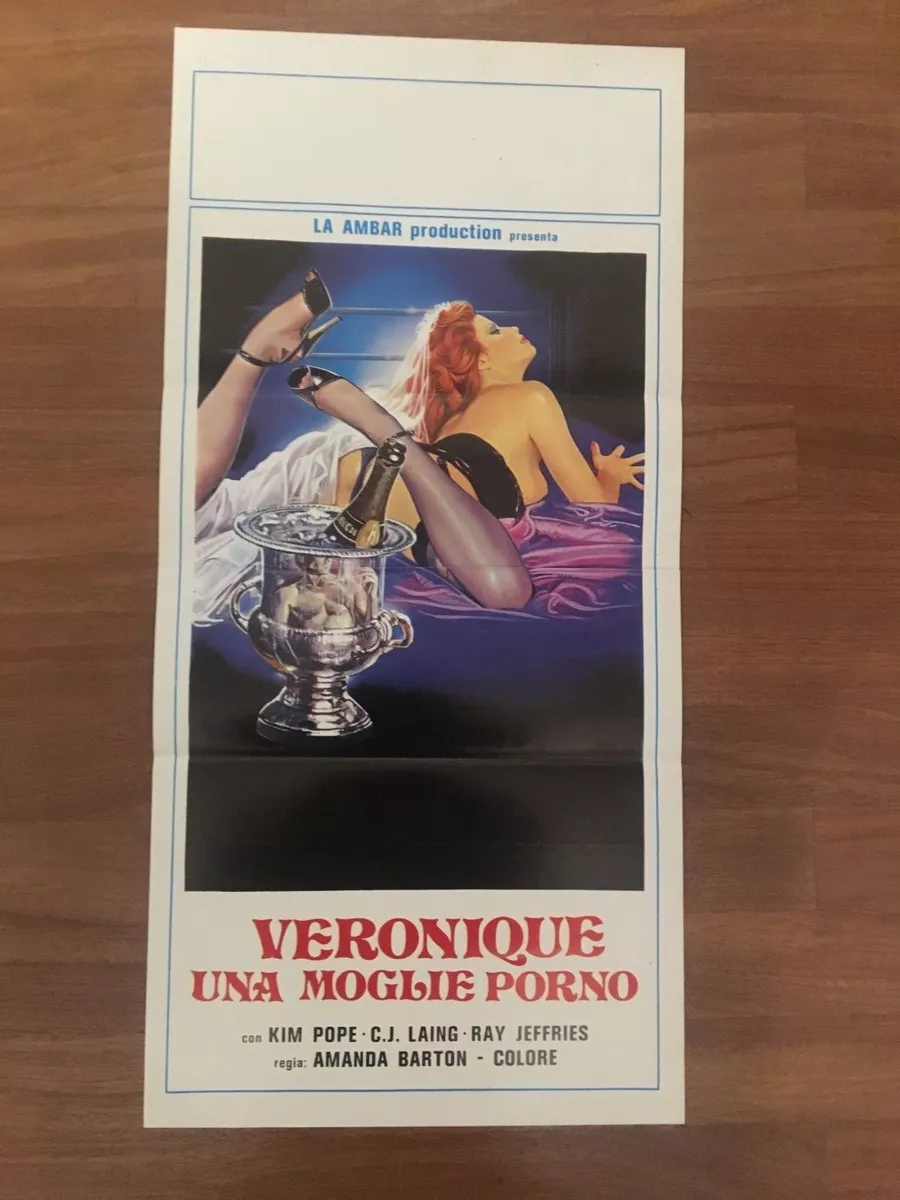 LA AMBAR production presenta
VERONIQUE
UNA MOGLIE PORNO
con KIM POPE · C.J. LAING · RAY JEFFRIES
regia: AMANDA BARTON - COLORE